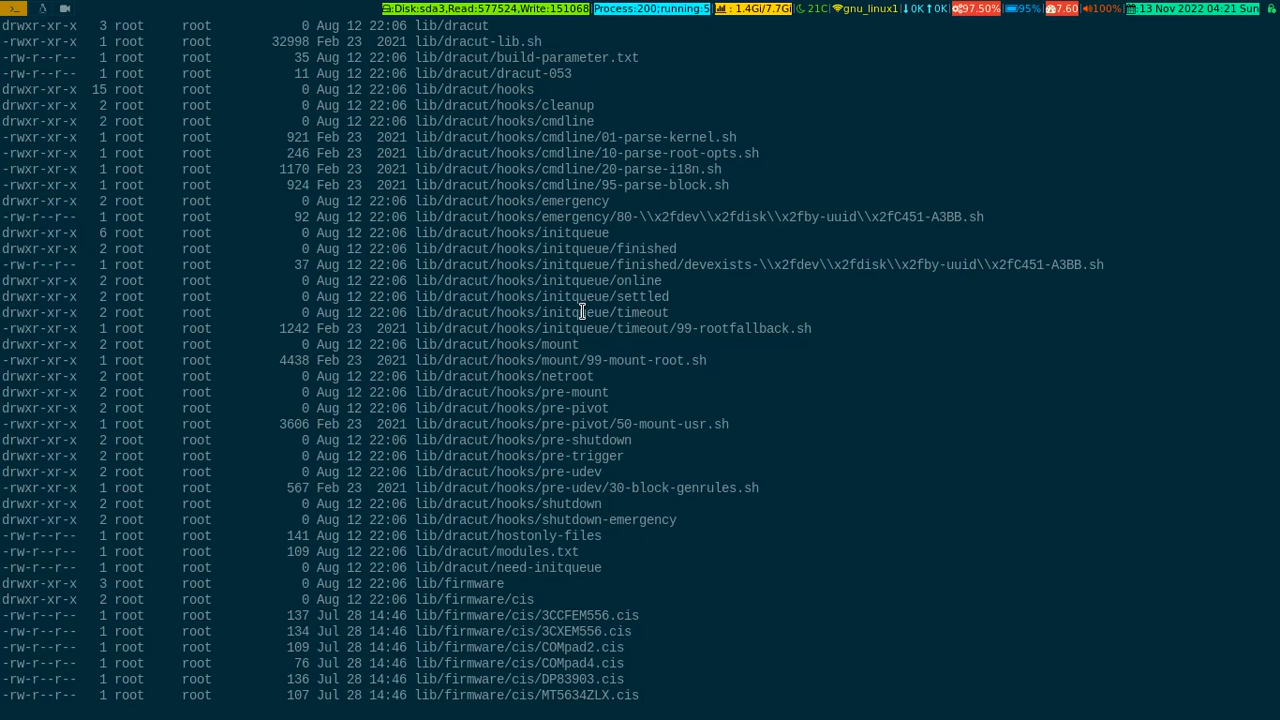 Disk:sda3,Read:577524,Write:151068 Process:200;running:5 : 1.4Gi/7.7G| 21C| gnu_linux1| 0K 0K| 97.50%| 95%| 7.60| 100%| :13 Nov 2022 04:21 Sun
drwxr-xr-x 3 root root 0 Aug 12 22:06 lib/dracut
-rwxr-xr-x 1 root root 32998 Feb 23 2021 lib/dracut-lib.sh
-rw-r--r-- 1 root root 35 Aug 12 22:06 lib/dracut/build-parameter.txt
-rw-r--r-- 1 root root 11 Aug 12 22:06 lib/dracut/dracut-053
drwxr-xr-x 15 root root 0 Aug 12 22:06 lib/dracut/hooks
drwxr-xr-x 2 root root 0 Aug 12 22:06 lib/dracut/hooks/cleanup
drwxr-xr-x 2 root root 0 Aug 12 22:06 lib/dracut/hooks/cmdline
-rwxr-xr-x 1 root root 921 Feb 23 2021 lib/dracut/hooks/cmdline/01-parse-kernel.sh
-rwxr-xr-x 1 root root 246 Feb 23 2021 lib/dracut/hooks/cmdline/10-parse-root-opts.sh
-rwxr-xr-x 1 root root 1170 Feb 23 2021 lib/dracut/hooks/cmdline/20-parse-i18n.sh
-rwxr-xr-x 1 root root 924 Feb 23 2021 lib/dracut/hooks/cmdline/95-parse-block.sh
drwxr-xr-x 2 root root 0 Aug 12 22:06 lib/dracut/hooks/emergency
-rw-r--r-- 1 root root 92 Aug 12 22:06 lib/dracut/hooks/emergency/80-\\x2fdev\\x2fdisk\\x2fby-uuid\\x2fC451-A3BB.sh
drwxr-xr-x 6 root root 0 Aug 12 22:06 lib/dracut/hooks/initqueue
drwxr-xr-x 2 root root 0 Aug 12 22:06 lib/dracut/hooks/initqueue/finished
-rw-r--r-- 1 root root 37 Aug 12 22:06 lib/dracut/hooks/initqueue/finished/devexists-\\x2fdev\\x2fdisk\\x2fby-uuid\\x2fC451-A3BB.sh
drwxr-xr-x 2 root root 0 Aug 12 22:06 lib/dracut/hooks/initqueue/online
drwxr-xr-x 2 root root 0 Aug 12 22:06 lib/dracut/hooks/initqueue/settled
drwxr-xr-x 2 root root 0 Aug 12 22:06 lib/dracut/hooks/initqueue/timeout
-rwxr-xr-x 1 root root 1242 Feb 23 2021 lib/dracut/hooks/initqueue/timeout/99-rootfallback.sh
drwxr-xr-x 2 root root 0 Aug 12 22:06 lib/dracut/hooks/mount
-rwxr-xr-x 1 root root 4438 Feb 23 2021 lib/dracut/hooks/mount/99-mount-root.sh
drwxr-xr-x 2 root root 0 Aug 12 22:06 lib/dracut/hooks/netroot
drwxr-xr-x 2 root root 0 Aug 12 22:06 lib/dracut/hooks/pre-mount
drwxr-xr-x 2 root root 0 Aug 12 22:06 lib/dracut/hooks/pre-pivot
-rwxr-xr-x 1 root root 3606 Feb 23 2021 lib/dracut/hooks/pre-pivot/50-mount-usr.sh
drwxr-xr-x 2 root root 0 Aug 12 22:06 lib/dracut/hooks/pre-shutdown
drwxr-xr-x 2 root root 0 Aug 12 22:06 lib/dracut/hooks/pre-trigger
drwxr-xr-x 2 root root 0 Aug 12 22:06 lib/dracut/hooks/pre-udev
-rwxr-xr-x 1 root root 567 Feb 23 2021 lib/dracut/hooks/pre-udev/30-block-genrules.sh
drwxr-xr-x 2 root root 0 Aug 12 22:06 lib/dracut/hooks/shutdown
drwxr-xr-x 2 root root 0 Aug 12 22:06 lib/dracut/hooks/shutdown-emergency
-rw-r--r-- 1 root root 141 Aug 12 22:06 lib/dracut/hostonly-files
-rw-r--r-- 1 root root 109 Aug 12 22:06 lib/dracut/modules.txt
-rw-r--r-- 1 root root 0 Aug 12 22:06 lib/dracut/need-initqueue
drwxr-xr-x 3 root root 0 Aug 12 22:06 lib/firmware
drwxr-xr-x 2 root root 0 Aug 12 22:06 lib/firmware/cis
-rw-r--r-- 1 root root 137 Jul 28 14:46 lib/firmware/cis/3CCFEM556.cis
-rw-r--r-- 1 root root 134 Jul 28 14:46 lib/firmware/cis/3CXEM556.cis
-rw-r--r-- 1 root root 109 Jul 28 14:46 lib/firmware/cis/COMpad2.cis
-rw-r--r-- 1 root root 76 Jul 28 14:46 lib/firmware/cis/COMpad4.cis
-rw-r--r-- 1 root root 136 Jul 28 14:46 lib/firmware/cis/DP83903.cis
-rw-r--r-- 1 root root 107 Jul 28 14:46 lib/firmware/cis/MT5634ZLX.cis